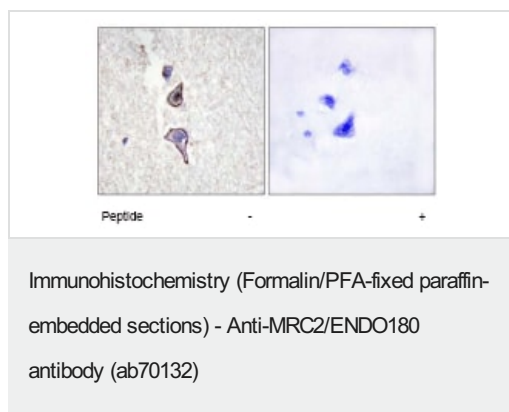 Peptide - +
Immunohistochemistry (Formalin/PFA-fixed paraffin-
embedded sections) - Anti-MRC2/ENDO180
antibody (ab70132)